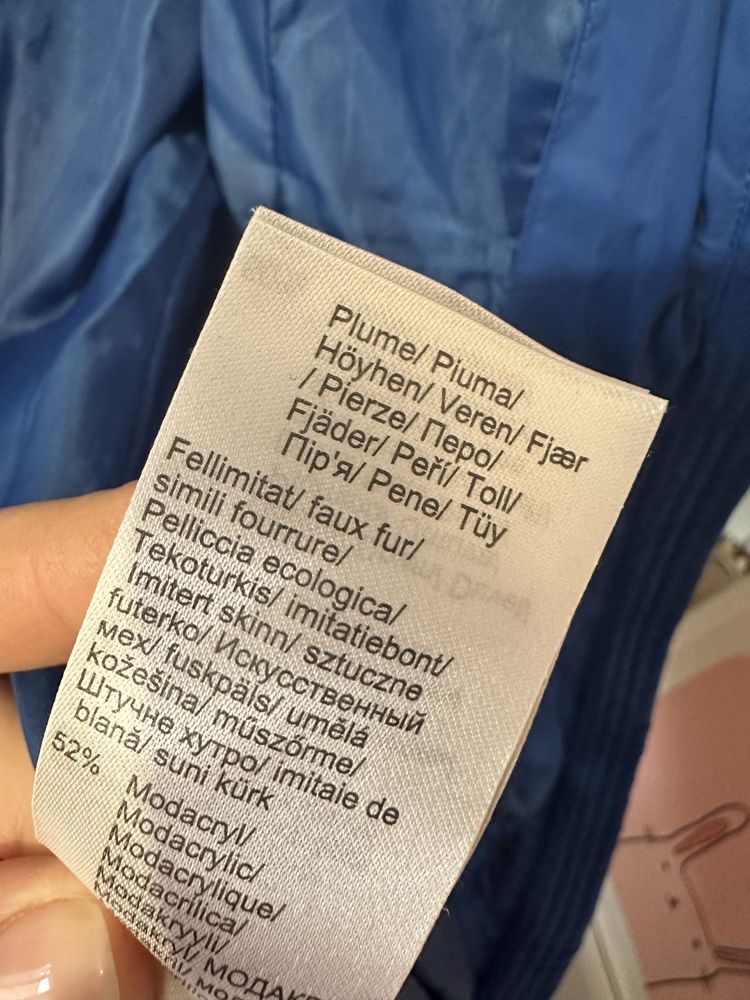 Plume/ Piuma/
Höyhen/ Veren/ Fjær
/ Pierze/ Перо/
Fjäder/ Peří/ Toll/
Пір'я/ Pene/ Tüy
Fellimitat/ faux fur/
simili fourrure/
Pelliccia ecologica/
Tekoturkis/ imitatiebont/
Imitert skinn/ sztuczne
futerko/ Искусственный
мех/ fuskpäls/ umělá
kožešina/ műszőrme/
Штучне хутро/ imitaie de
blană/ suni kürk
52%
Modacryl/
Modacrylic/
Modacrylique/
Modacrilica/
Modakryyli/